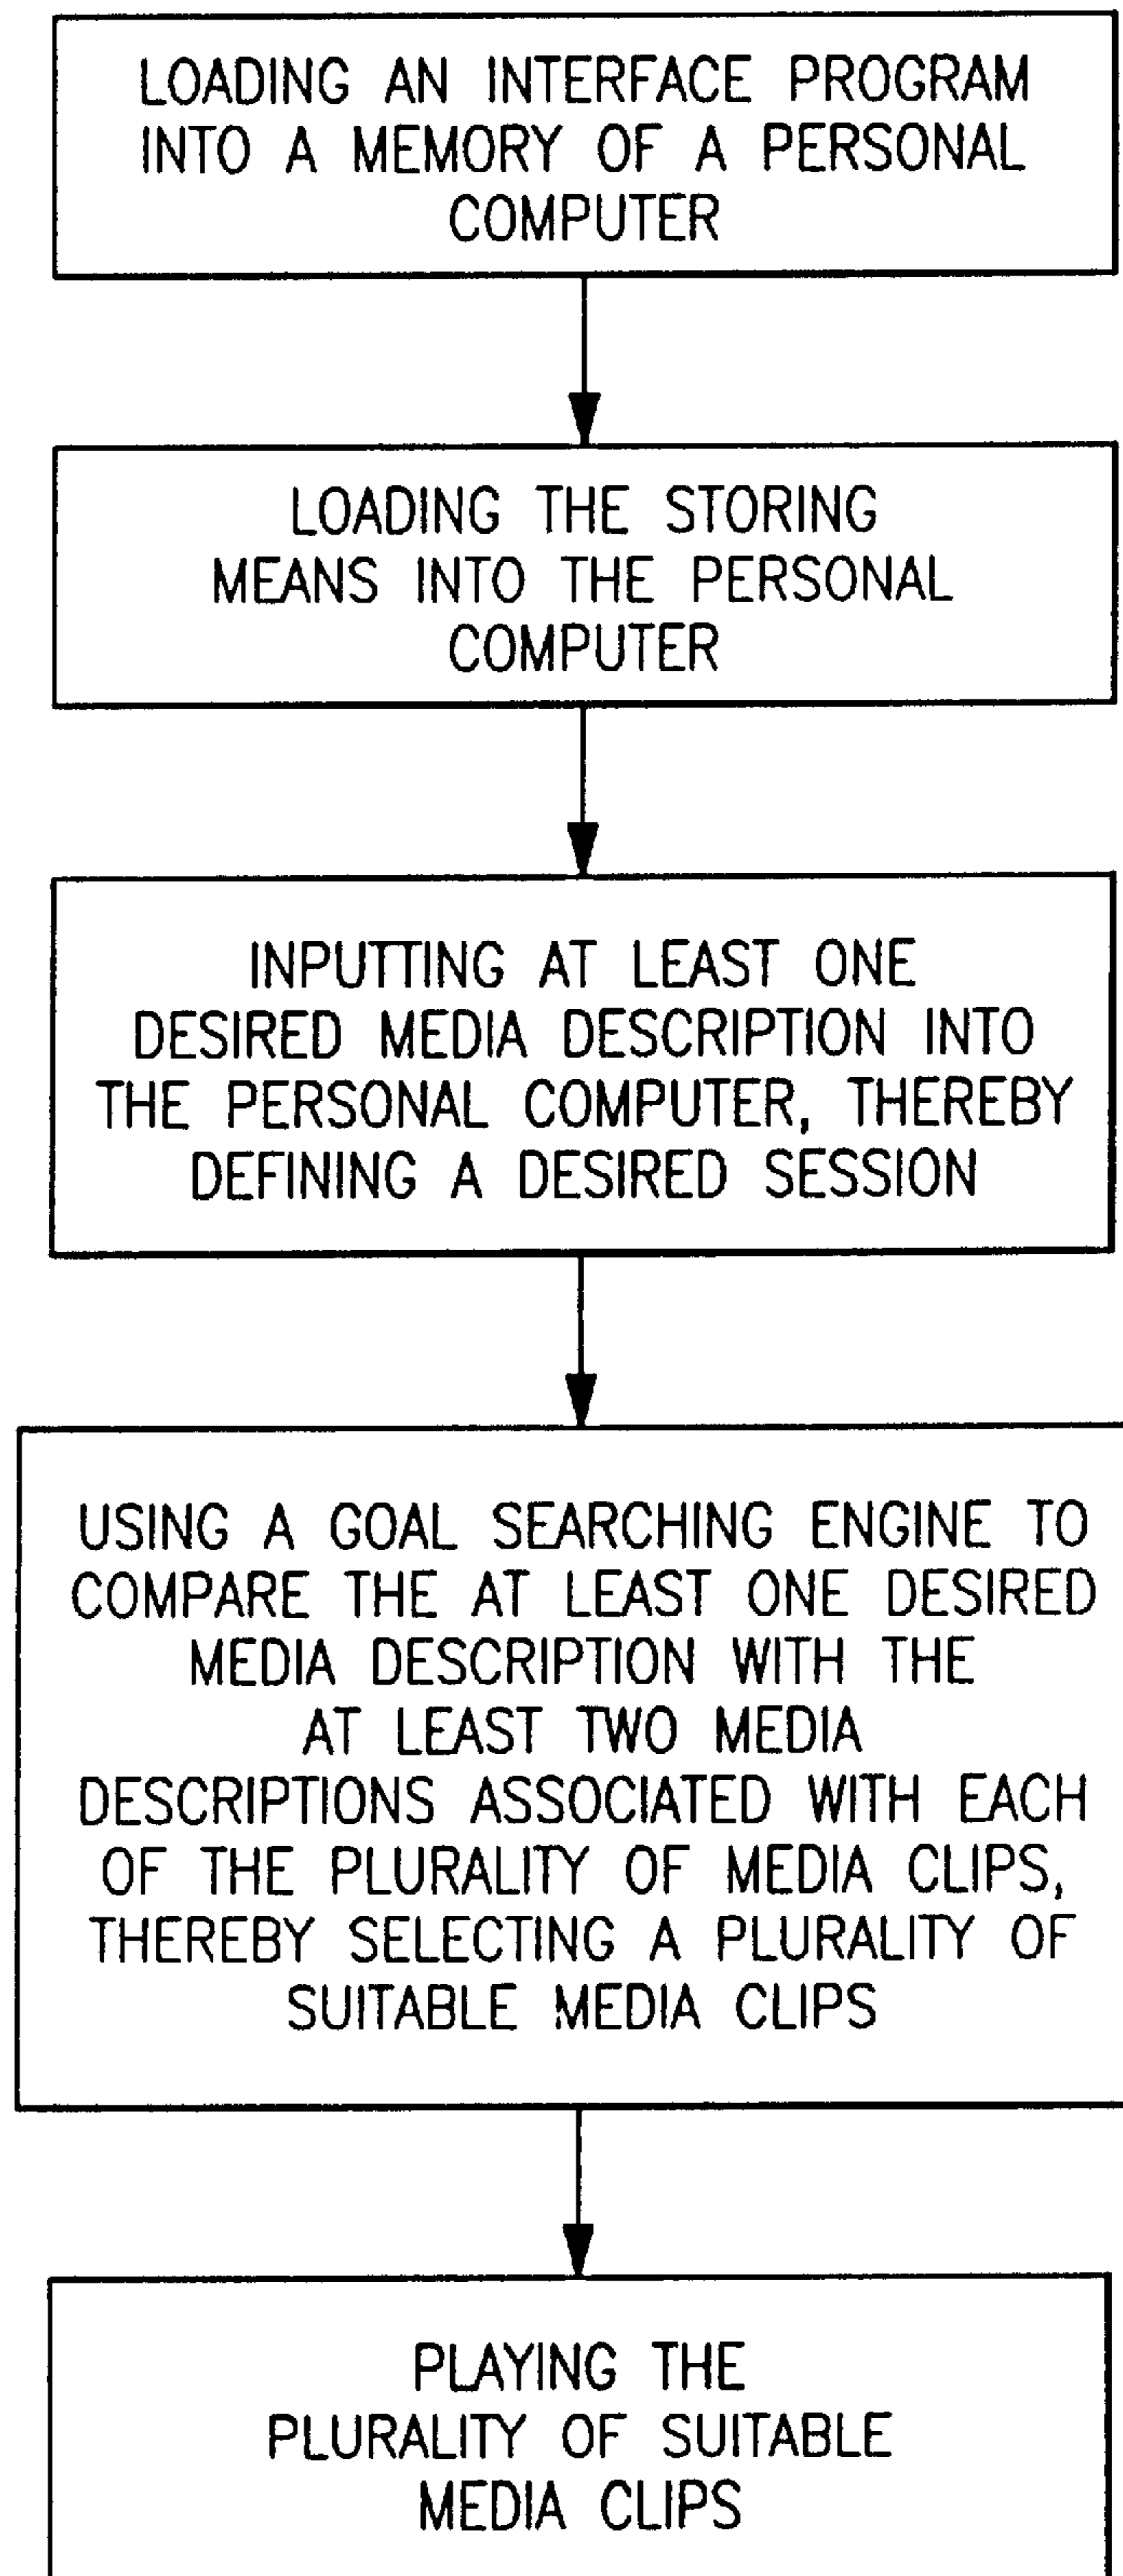 LOADING AN INTERFACE PROGRAM
INTO A MEMORY OF A PERSONAL
COMPUTER
LOADING THE STORING
MEANS INTO THE PERSONAL
COMPUTER
INPUTTING AT LEAST ONE
DESIRED MEDIA DESCRIPTION INTO
THE PERSONAL COMPUTER, THEREBY
DEFINING A DESIRED SESSION
USING A GOAL SEARCHING ENGINE TO
COMPARE THE AT LEAST ONE DESIRED
MEDIA DESCRIPTION WITH THE
AT LEAST TWO MEDIA
DESCRIPTIONS ASSOCIATED WITH EACH
OF THE PLURALITY OF MEDIA CLIPS,
THEREBY SELECTING A PLURALITY OF
SUITABLE MEDIA CLIPS
PLAYING THE
PLURALITY OF SUITABLE
MEDIA CLIPS